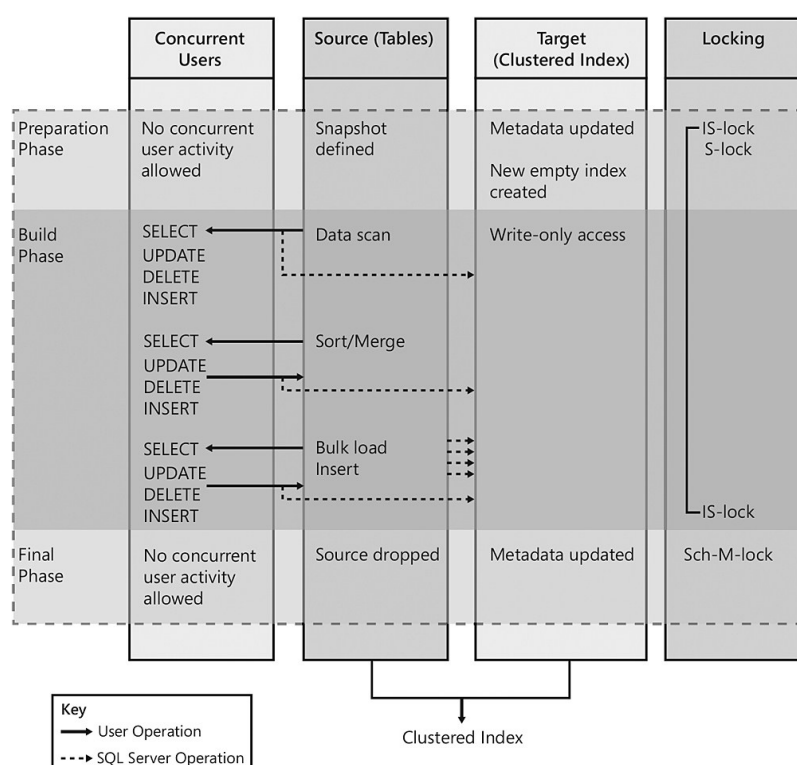 Concurrent
Users
Source (Tables)
Target
(Clustered Index)
Locking
Preparation
Phase
No concurrent
user activity
allowed
Snapshot
defined
Metadata updated
New empty index
created
IS-lock
S-lock
Build
Phase
SELECT
UPDATE
DELETE
INSERT
Data scan
Write-only access
SELECT
UPDATE
DELETE
INSERT
Sort/Merge
SELECT
UPDATE
DELETE
INSERT
Bulk load
Insert
IS-lock
Final
Phase
No concurrent
user activity
allowed
Source dropped
Metadata updated
Sch-M-lock
Key
User Operation
SQL Server Operation
Clustered Index